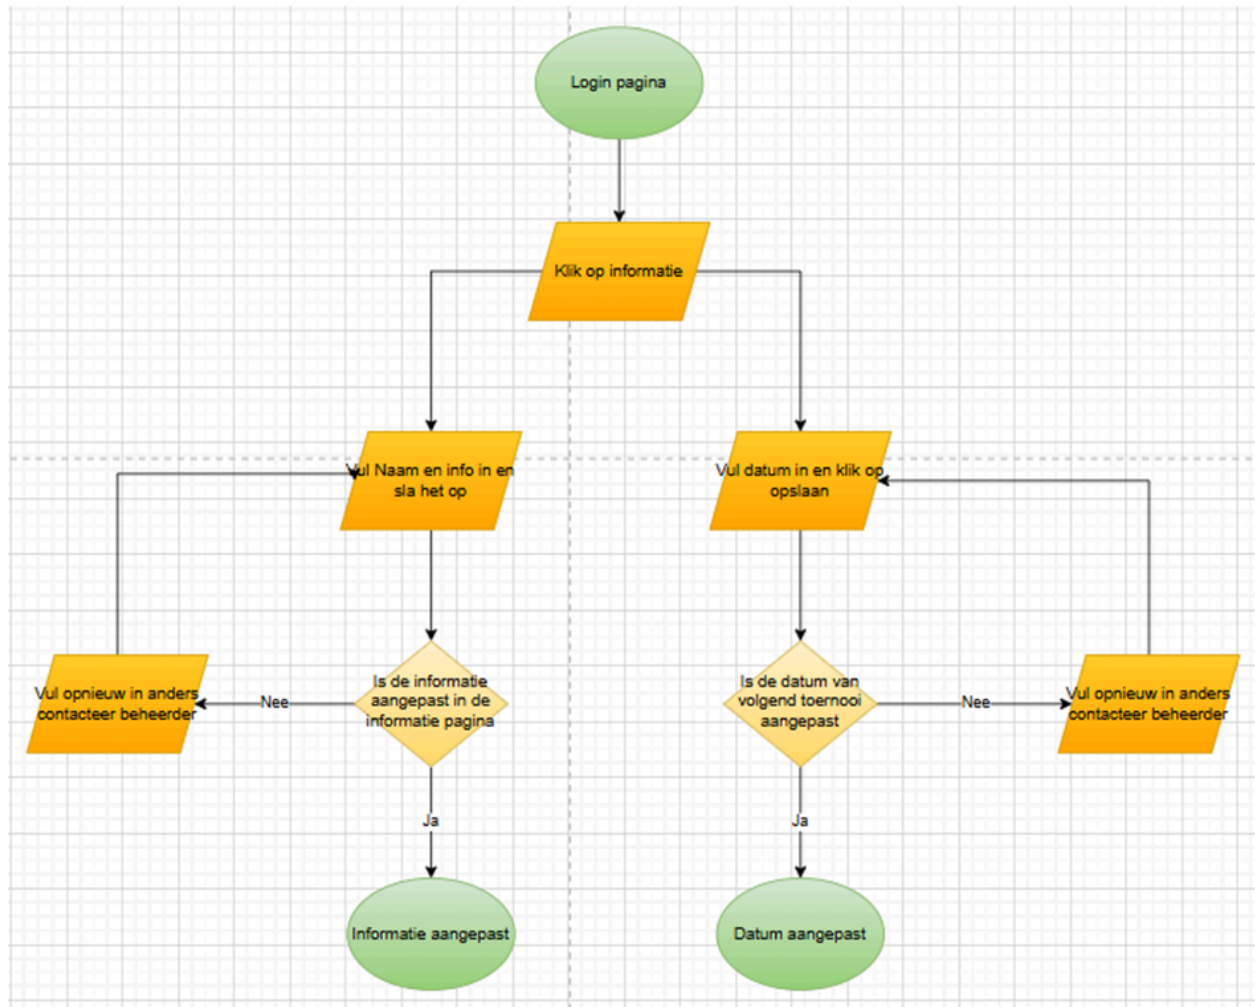 Login pagina
Klik op informatie
Vul Naam en info in en
sla het op
Vul datum in en klik op
opslaan
Vul opnieuw in anders
contacteer beheerder
Nee
Is de informatie
aangepast in de
informatie pagina
Is de datum van
volgend toernooi
aangepast
Nee
Vul opnieuw in anders
contacteer beheerder
Ja
Ja
Informatie aangepast
Datum aangepast